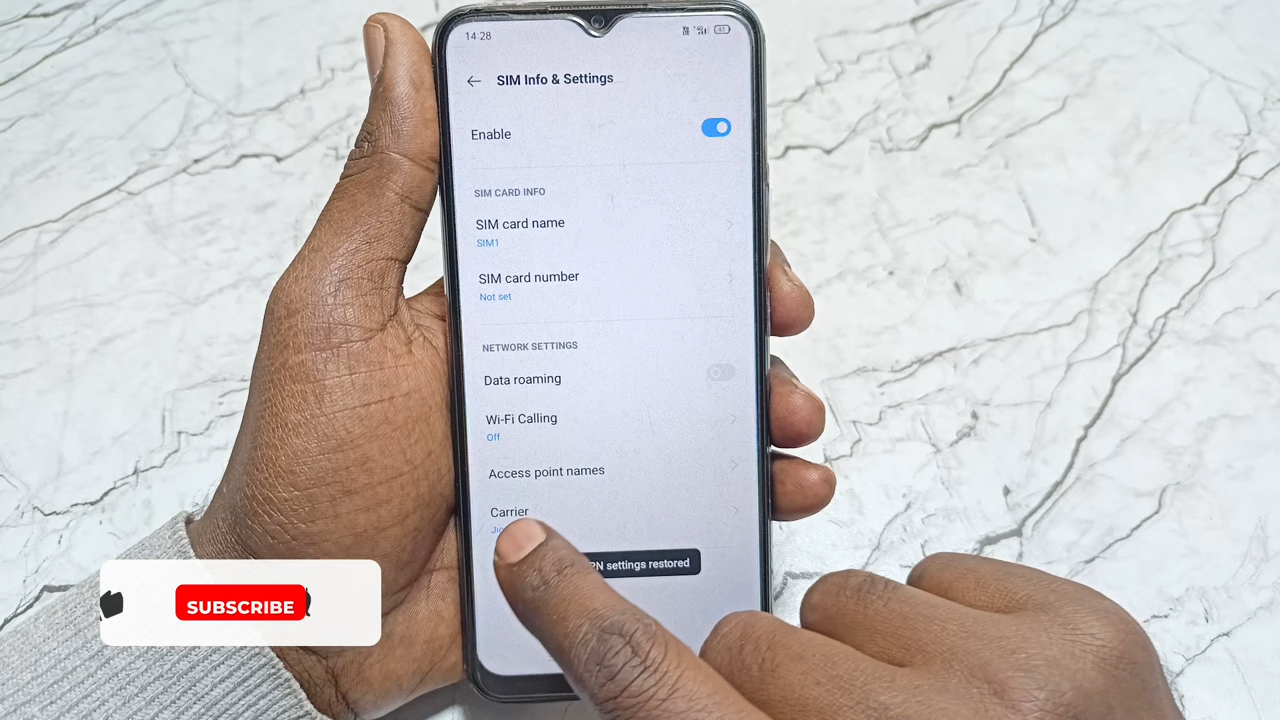 14:28
SIM Info & Settings
Enable
SIM CARD INFO
SIM card name
SIM1
SIM card number
Not set
NETWORK SETTINGS
Data roaming
Wi-Fi Calling
Off
Access point names
Carrier
settings restored
SUBSCRIBE